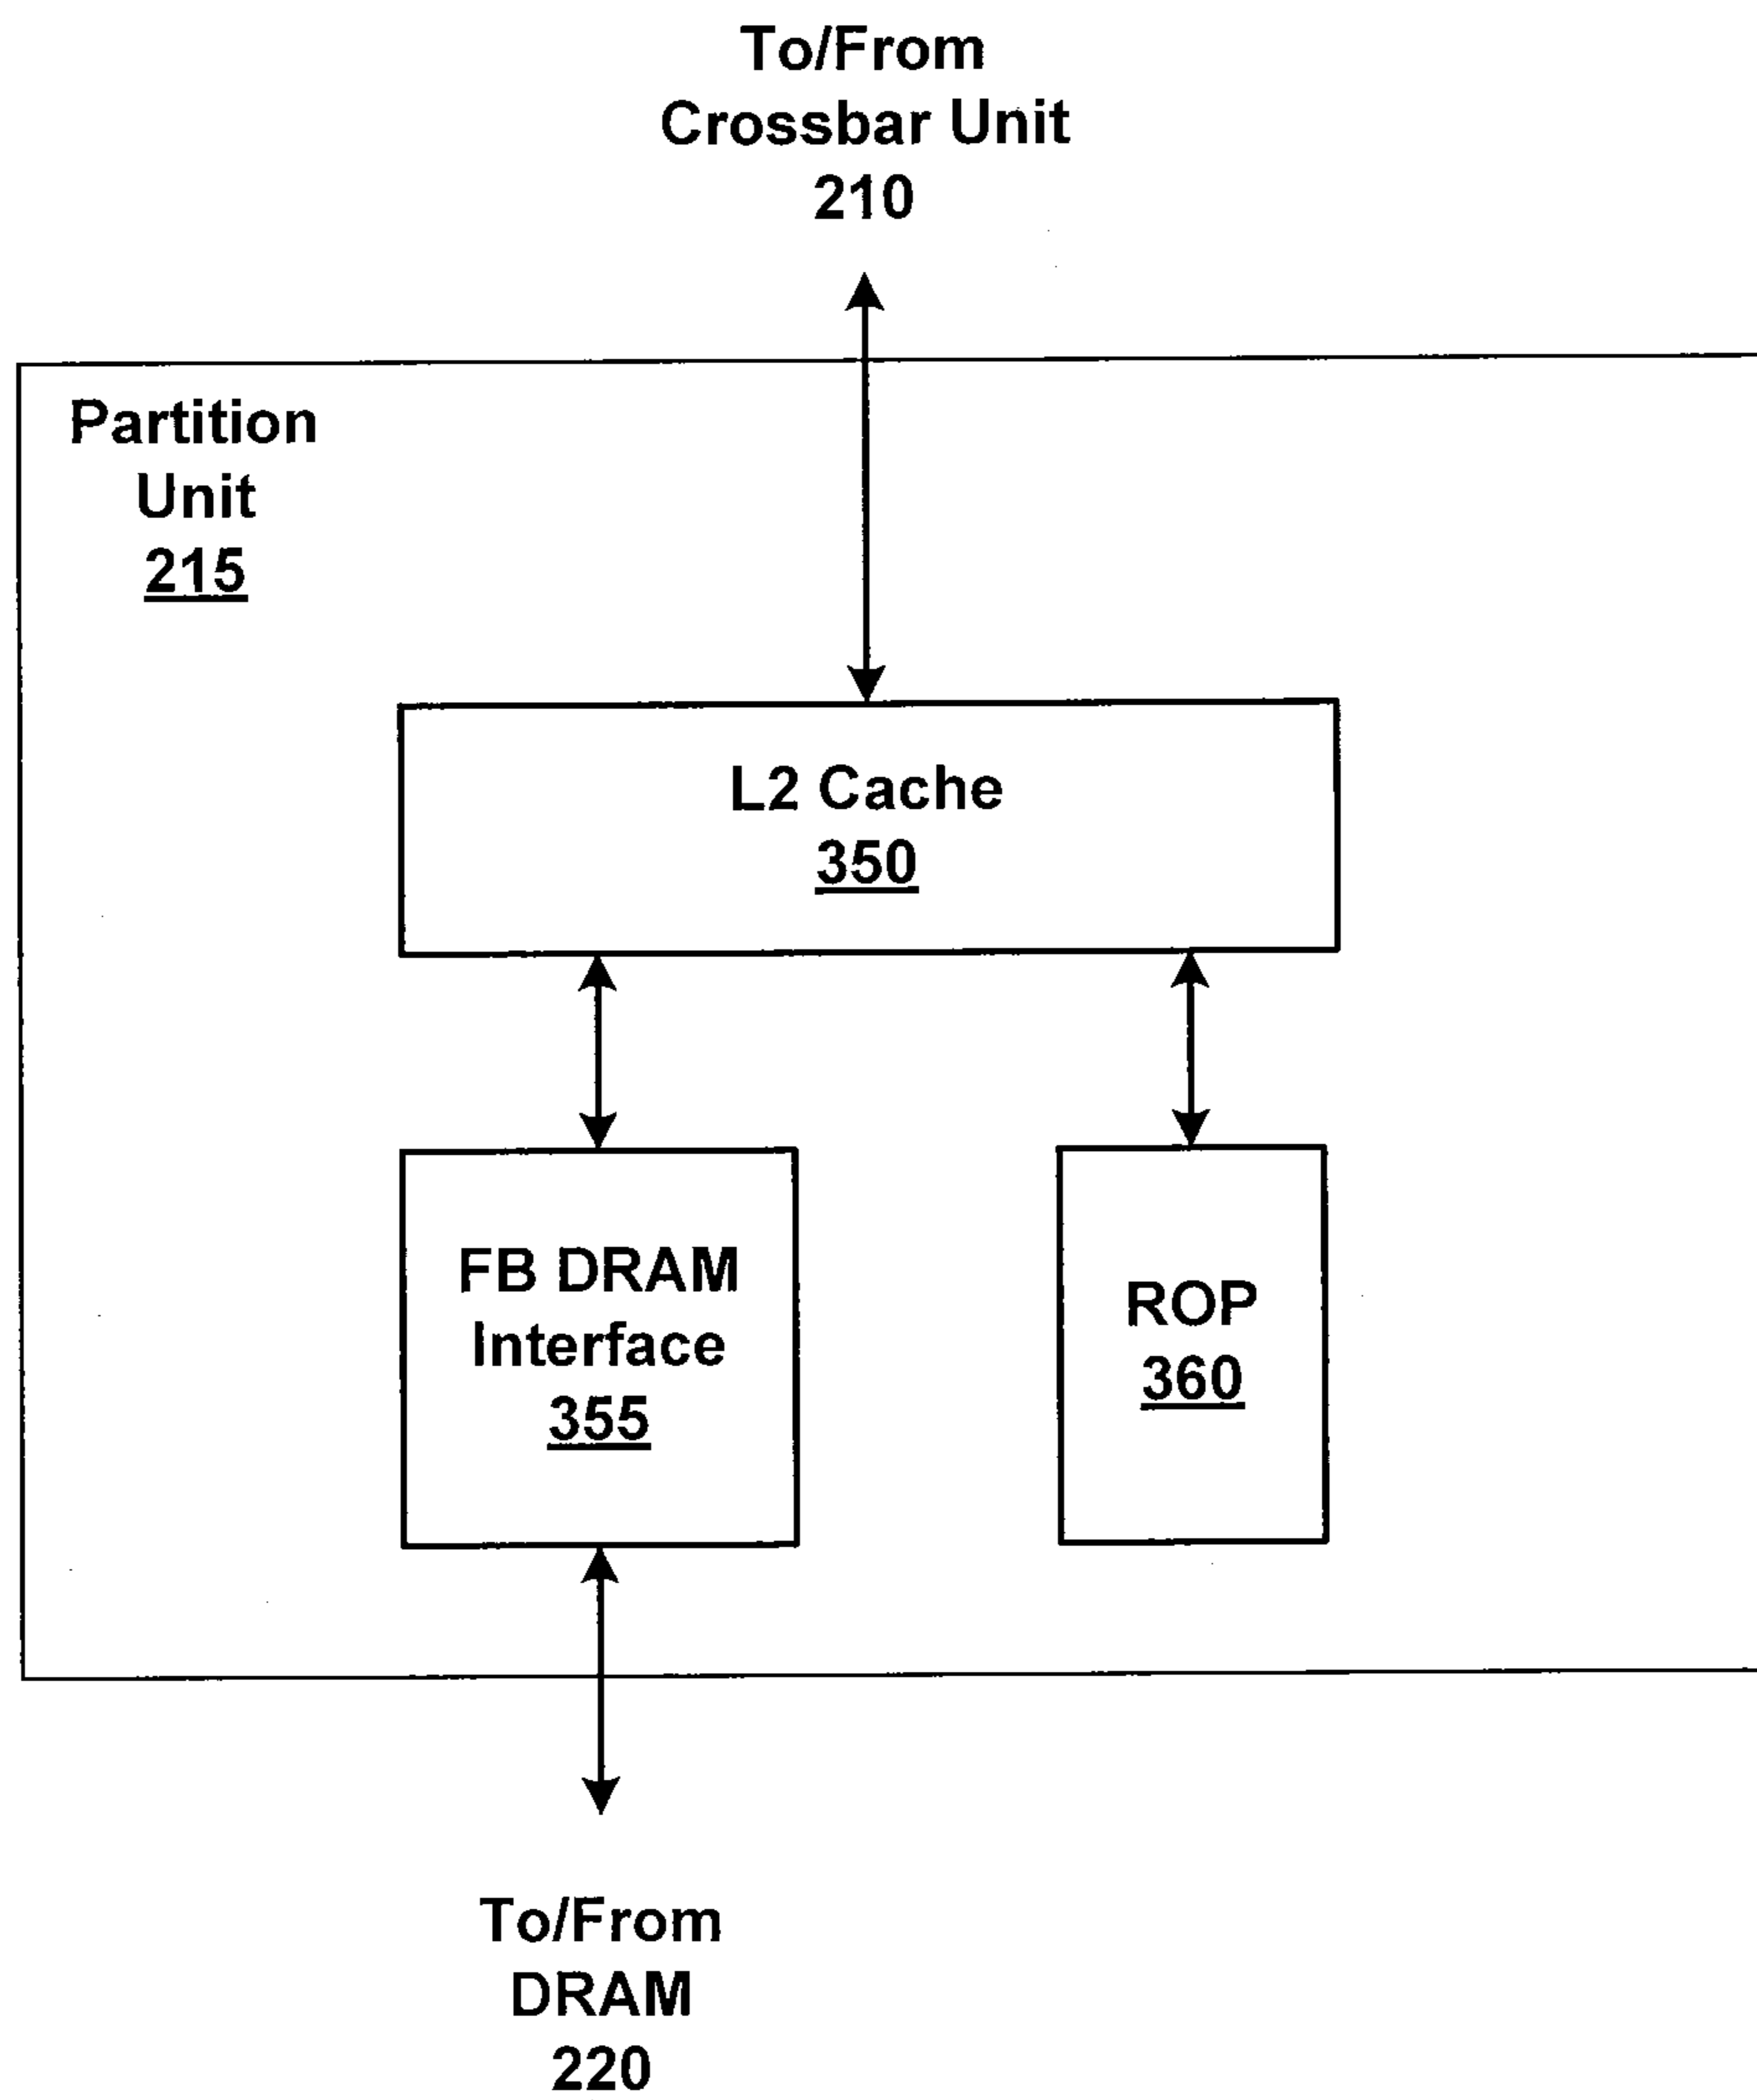 To/From
Crossbar Unit
210
Partition
Unit
215
L2 Cache
350
FB DRAM
Interface
355
ROP
360
To/From
DRAM
220